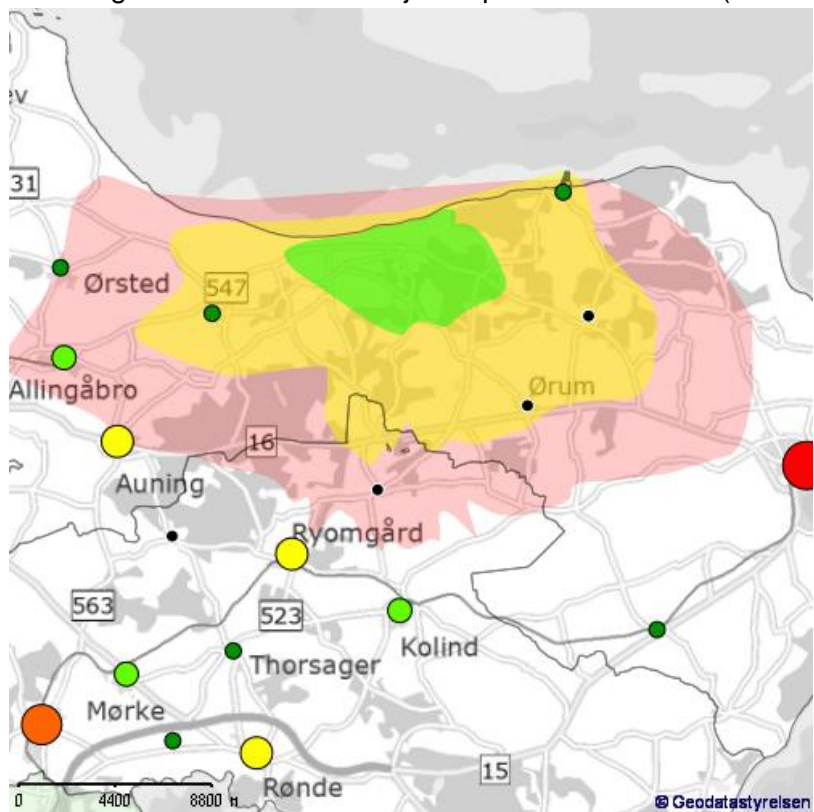 31
Ørsted
547
Allingåbro
Ørum
16
Auning
Ryomgård
563
523
Kolind
Thorsager
Mørke
15
Rønde
0 4400 8800
© Geodatastyrelsen